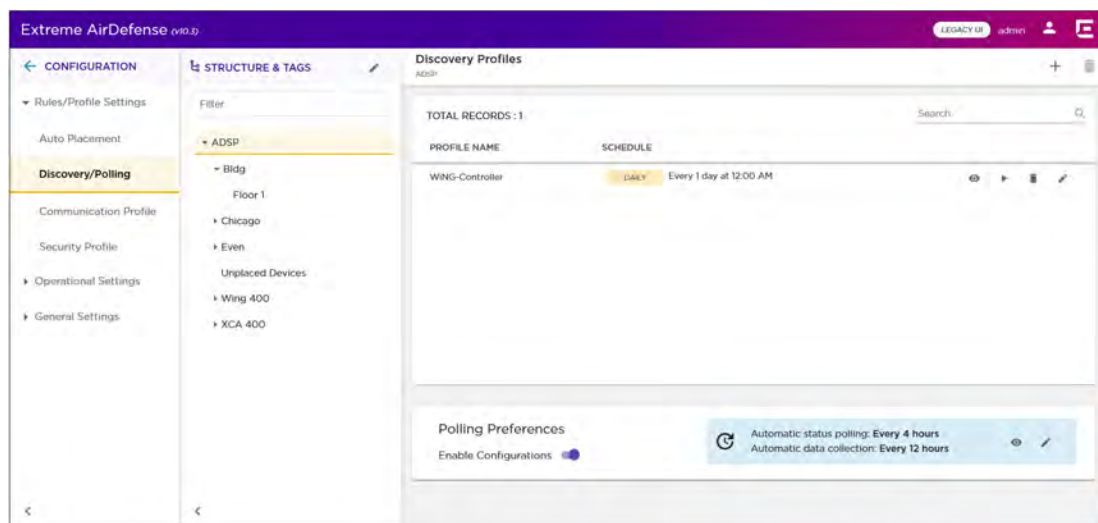 Extreme AirDefense (v10.3)
LEGACY UI admin
CONFIGURATION
Rules/Profile Settings
Auto Placement
Discovery/Polling
Communication Profile
Security Profile
Operational Settings
General Settings
STRUCTURE & TAGS
Filter
ADSP
Bldg
Floor 1
Chicago
Even
Unplaced Devices
Wing 400
XCA 400
Discovery Profiles
ADSP
TOTAL RECORDS : 1
Search
PROFILE NAME SCHEDULE
WiNG-Controller DAILY Every 1 day at 12:00 AM
Polling Preferences
Enable Configurations
Automatic status polling: Every 4 hours
Automatic data collection: Every 12 hours